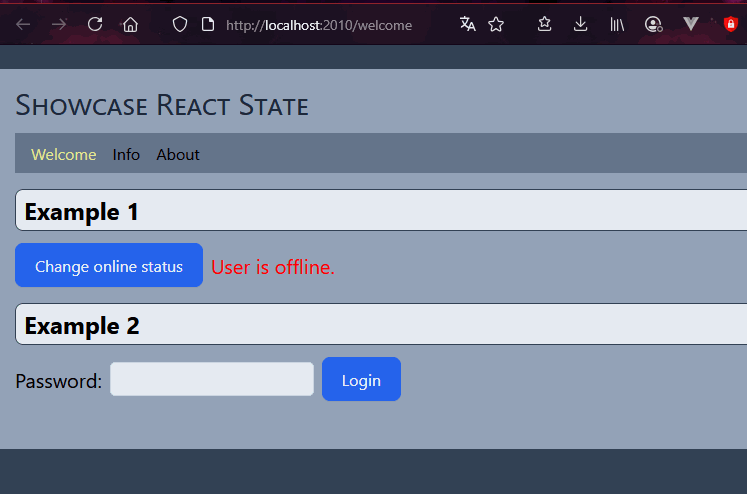 http://localhost:2010/welcome
Showcase React State
Welcome Info About
Example 1
Change online status User is offline.
Example 2
Password: Login